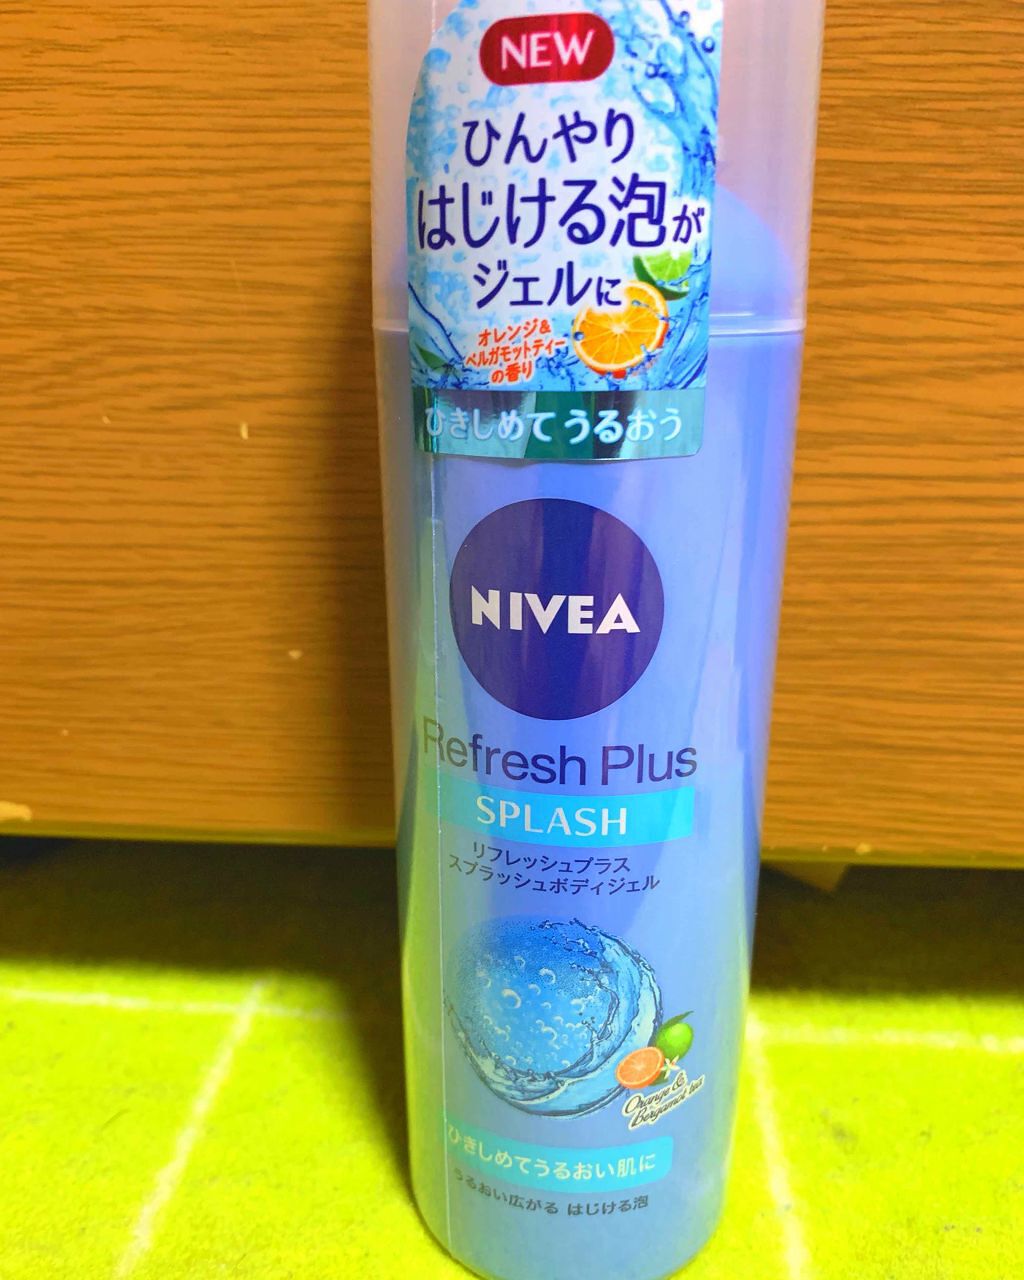 NEW
ひんやり
はじける泡が
ジェルに
オレンジ&
ベルガモットティー
の香り
ひきしめて うるおう
NIVEA
Refresh Plus
SPLASH
リフレッシュプラス
スプラッシュボディジェル
Orange &
Bergamot tea
ひきしめてうるおい肌に
うるおい広がる はじける泡